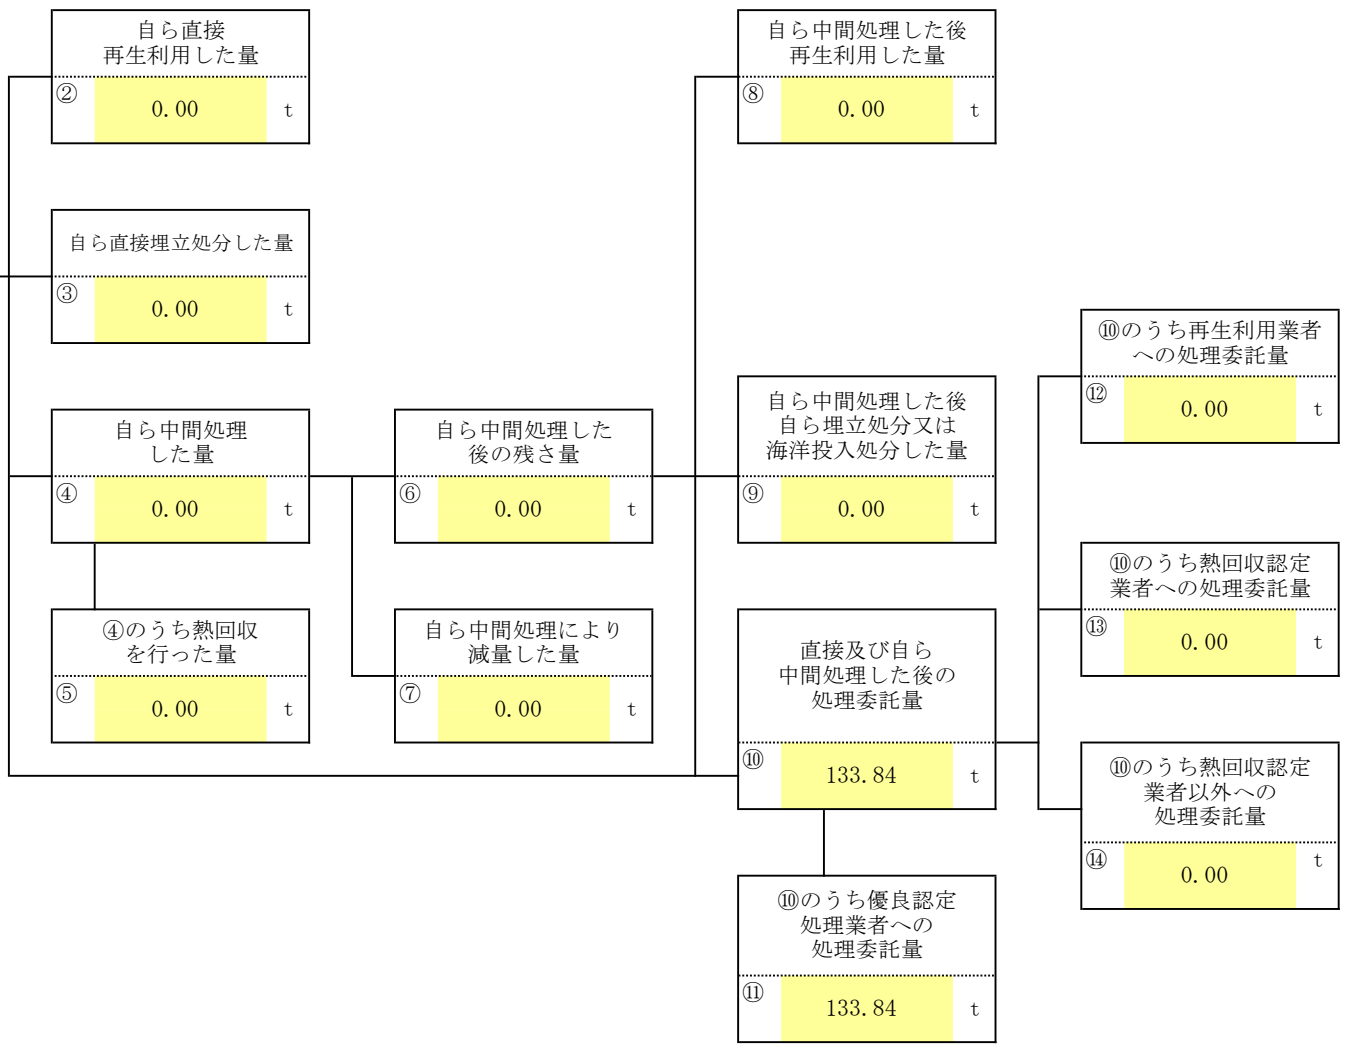 自ら直接
再生利用した量
②
0.00 t
自ら中間処理した後
再生利用した量
⑧
0.00 t
自ら直接埋立処分した量
③
0.00 t
⑩のうち再生利用業者
への処理委託量
⑫
0.00 t
自ら中間処理
した量
④
0.00 t
自ら中間処理した
後の残さ量
⑥
0.00 t
自ら中間処理した後
自ら埋立処分又は
海洋投入処分した量
⑨
0.00 t
⑩のうち熱回収認定
業者への処理委託量
⑬
0.00 t
④のうち熱回収
を行った量
⑤
0.00 t
自ら中間処理により
減量した量
⑦
0.00 t
直接及び自ら
中間処理した後の
処理委託量
⑩
133.84 t
⑩のうち熱回収認定
業者以外への
処理委託量
⑭
0.00 t
⑩のうち優良認定
処理業者への
処理委託量
⑪
133.84 t